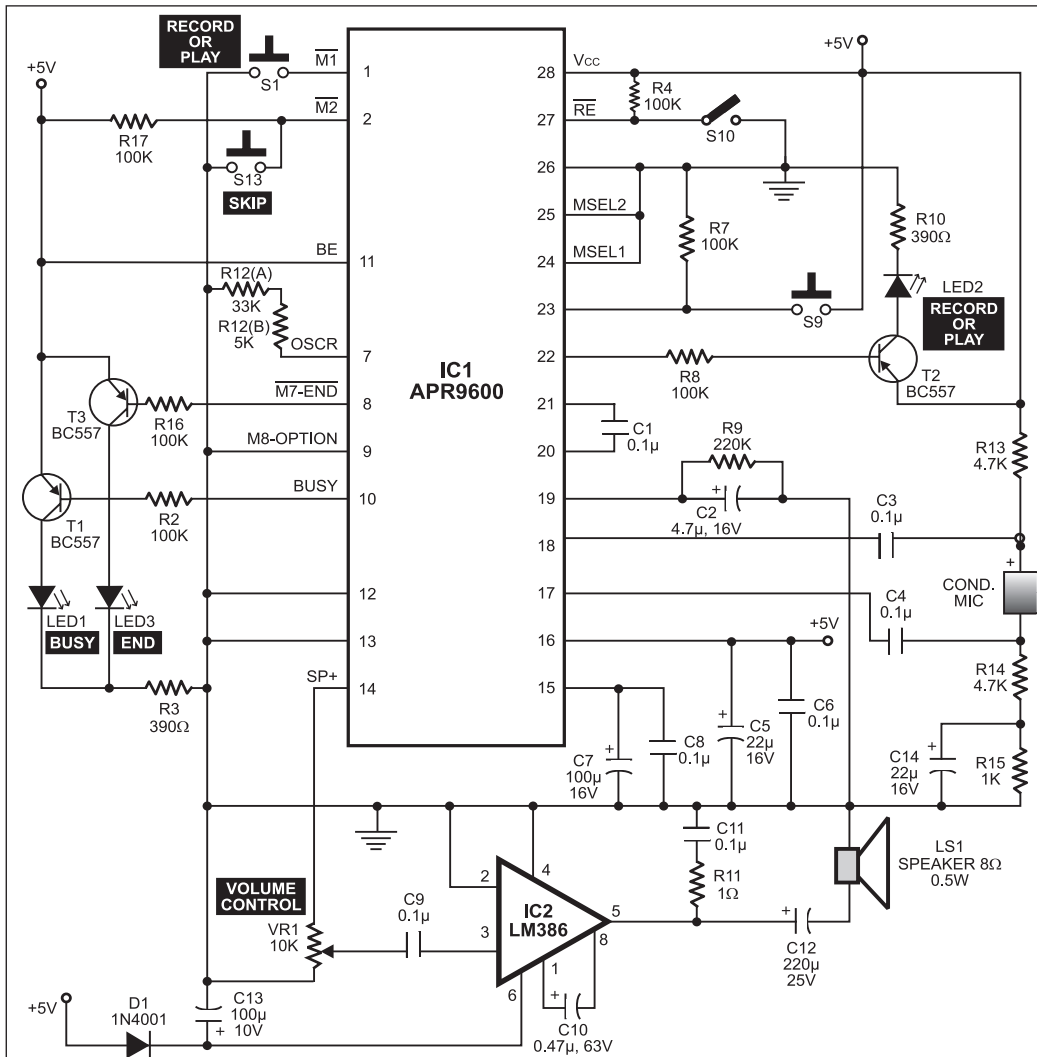 RECORD
OR
PLAY
S1
M1
1
+5V
R17
100K
M2
2
S13
SKIP
BE
11
R12(A)
33K
R12(B)
5K
OSCR
7
T3
BC557
R16
100K
M7-END
8
M8-OPTION
9
BUSY
10
T1
BC557
R2
100K
LED1
BUSY
LED3
END
12
13
R3
390Ω
SP+
14
IC1
APR9600
+5V
Vcc
28
R4
100K
RE
27
S10
26
MSEL2
25
MSEL1
24
R7
100K
R10
390Ω
LED2
RECORD
OR
PLAY
23
S9
22
R8
100K
T2
BC557
21
C1
0.1µ
20
R9
220K
19
C2
4.7µ, 16V
+
R13
4.7K
C3
0.1µ
18
+
COND.
MIC
17
C4
0.1µ
16
+5V
R14
4.7K
15
C7
100µ
16V
+
C8
0.1µ
C5
22µ
16V
+
C6
0.1µ
C14
22µ
16V
+
R15
1K
C11
0.1µ
R11
1Ω
LS1
SPEAKER 8Ω
0.5W
VOLUME
CONTROL
VR1
10K
C9
0.1µ
2
3
4
IC2
LM386
5
8
1
6
+
C10
0.47µ, 63V
+
C12
220µ
25V
+5V
D1
1N4001
C13
100µ
10V
+